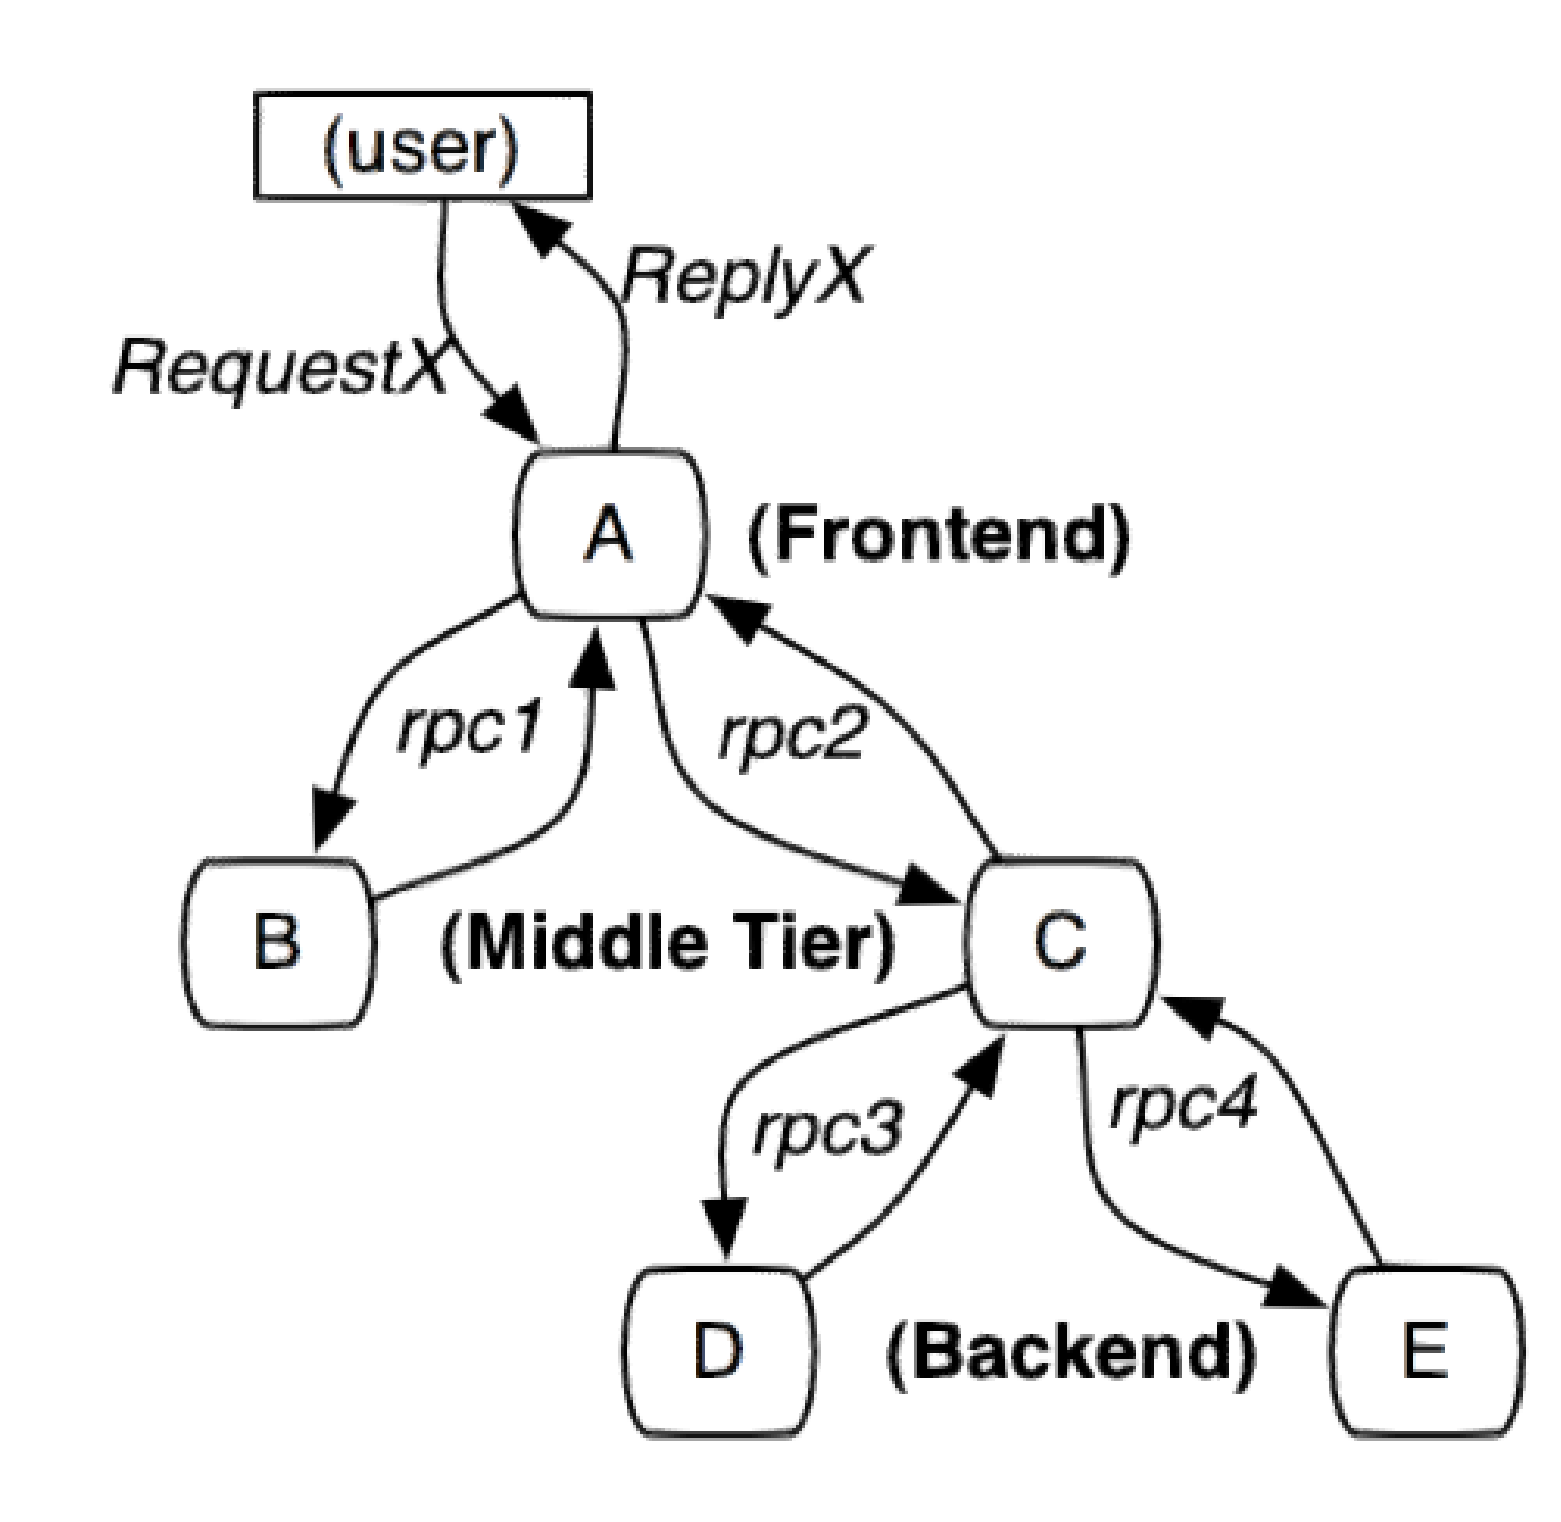 (user)
ReplyX
RequestX
A (Frontend)
rpc1 rpc2
B (Middle Tier) C
rpc3 rpc4
D (Backend) E